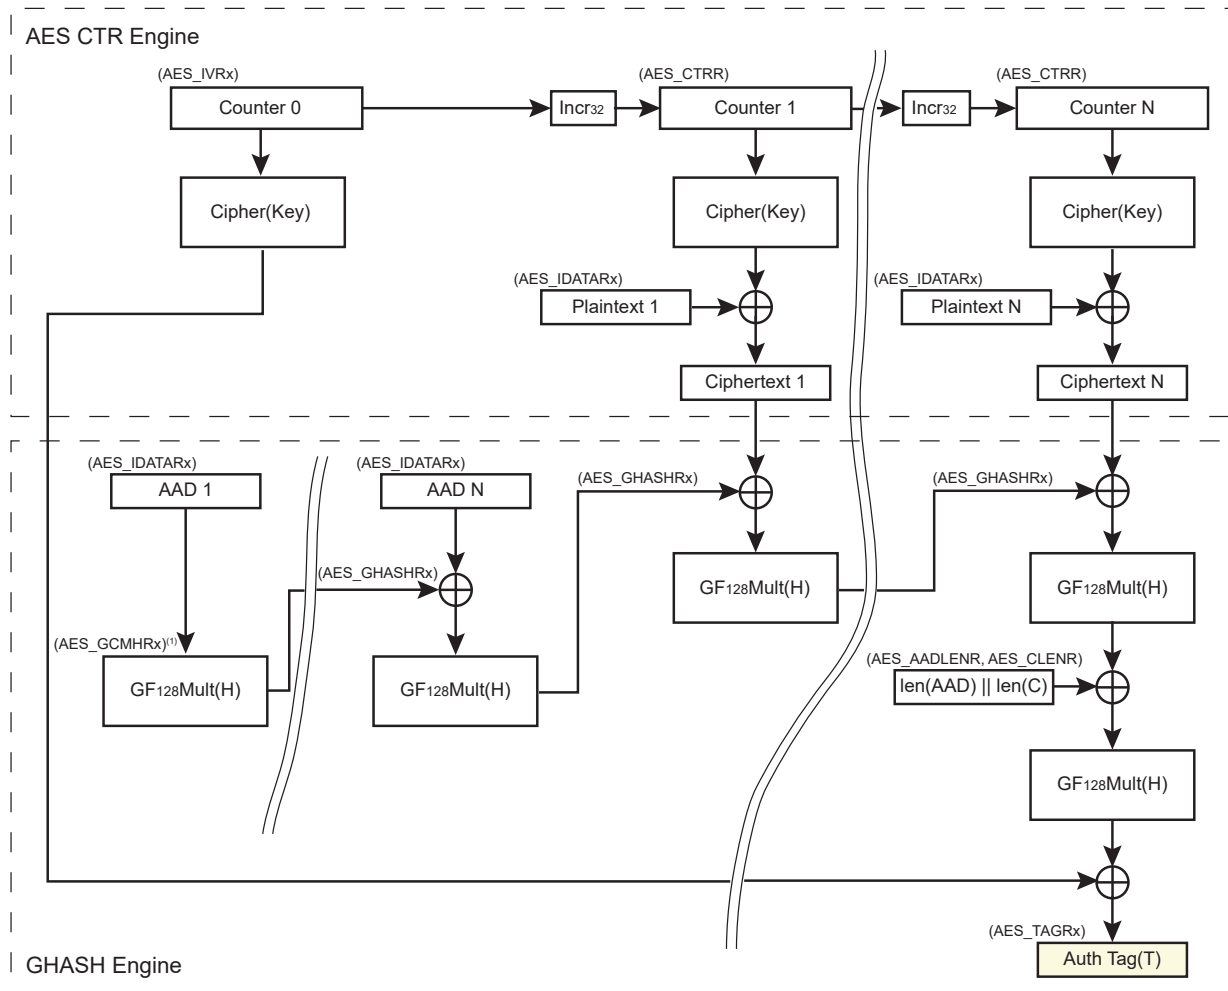 AES CTR Engine
(AES_IVRx)
Counter 0
Incr32
(AES_CTRR)
Counter 1
Incr32
(AES_CTRR)
Counter N
Cipher(Key)
Cipher(Key)
Cipher(Key)
(AES_IDATARx)
Plaintext 1
(AES_IDATARx)
Plaintext N
Ciphertext 1
Ciphertext N
(AES_IDATARx)
AAD 1
(AES_IDATARx)
AAD N
(AES_GHASHRx)
(AES_GHASHRx)
(AES_GHASHRx)
GF128Mult(H)
GF128Mult(H)
(AES_GCMHRx)(1)
GF128Mult(H)
GF128Mult(H)
(AES_AADLENR, AES_CLENR)
len(AAD) || len(C)
GF128Mult(H)
(AES_TAGRx)
Auth Tag(T)
GHASH Engine